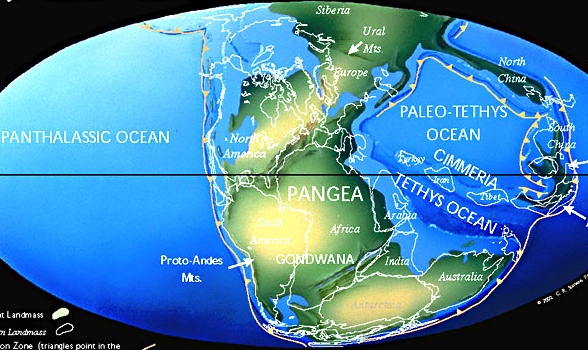 Siberia
Ural
Mts.
Europe
North
China
PALEO-TETHYS
OCEAN
PANTHALASSIC OCEAN
North
America
South
China
Turkey
CIMMERIA
Iran
Tibet
PANGEA
TETHYS OCEAN
South
America
Africa
Arabia
GONDWANA
India
Proto-Andes
Mts.
Australia
Antarctica
Landmass
Landmass
Zone (triangles point in the